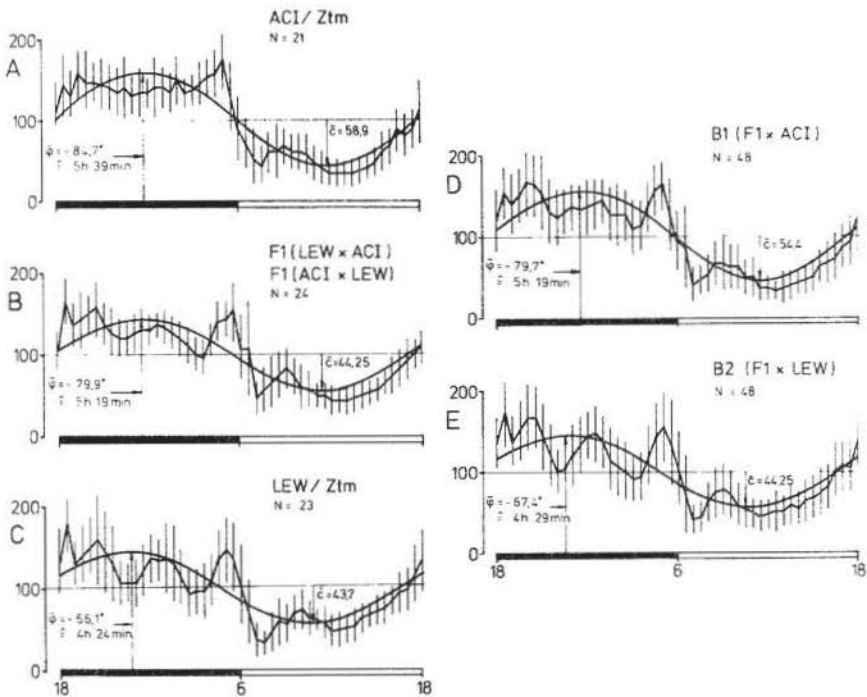 ACI / Ztm
N = 21
A
200
100
0
c̄=58,9
φ̄=-84,7°
5h 39min
F1 (LEW × ACI)
F1 (ACI × LEW)
N = 24
B
200
100
0
c̄=44,25
φ̄=-79,9°
5h 19min
LEW / Ztm
N = 23
C
200
100
0
c̄=43,7
4h 24min
18
6
18
B1 (F1 × ACI)
N = 48
D
200
100
0
c̄=54,4
φ̄=-79,7°
5h 19min
B2 (F1 × LEW)
N = 48
E
200
100
0
c̄=44,25
φ̄=-67,4°
4h 29min
18
6
18